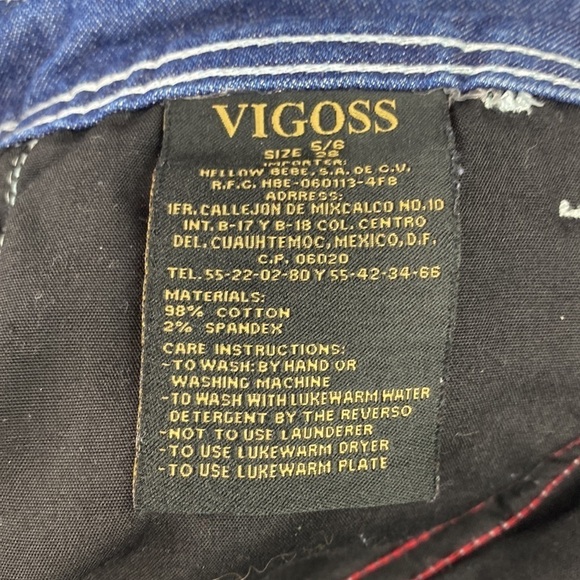 VIGOSS
SIZE 5/6
28
IMPORTER:
HELLOW BEBE, S.A. DE C.V.
R.F.C. HBE-060113-4F8
ADRRESS:
1ER. CALLEJON DE MIXCALCO NO.10
INT. B-17 Y B-18 COL. CENTRO
DEL. CUAUHTEMOC, MEXICO, D.F.
C.P. 06020
TEL. 55-22-02-80 Y 55-42-34-66
MATERIALS:
98% COTTON
2% SPANDEX
CARE INSTRUCTIONS:
-TO WASH: BY HAND OR
WASHING MACHINE
-TO WASH WITH LUKEWARM WATER
DETERGENT BY THE REVERSO
-NOT TO USE LAUNDERER
-TO USE LUKEWARM DRYER
-TO USE LUKEWARM PLATE